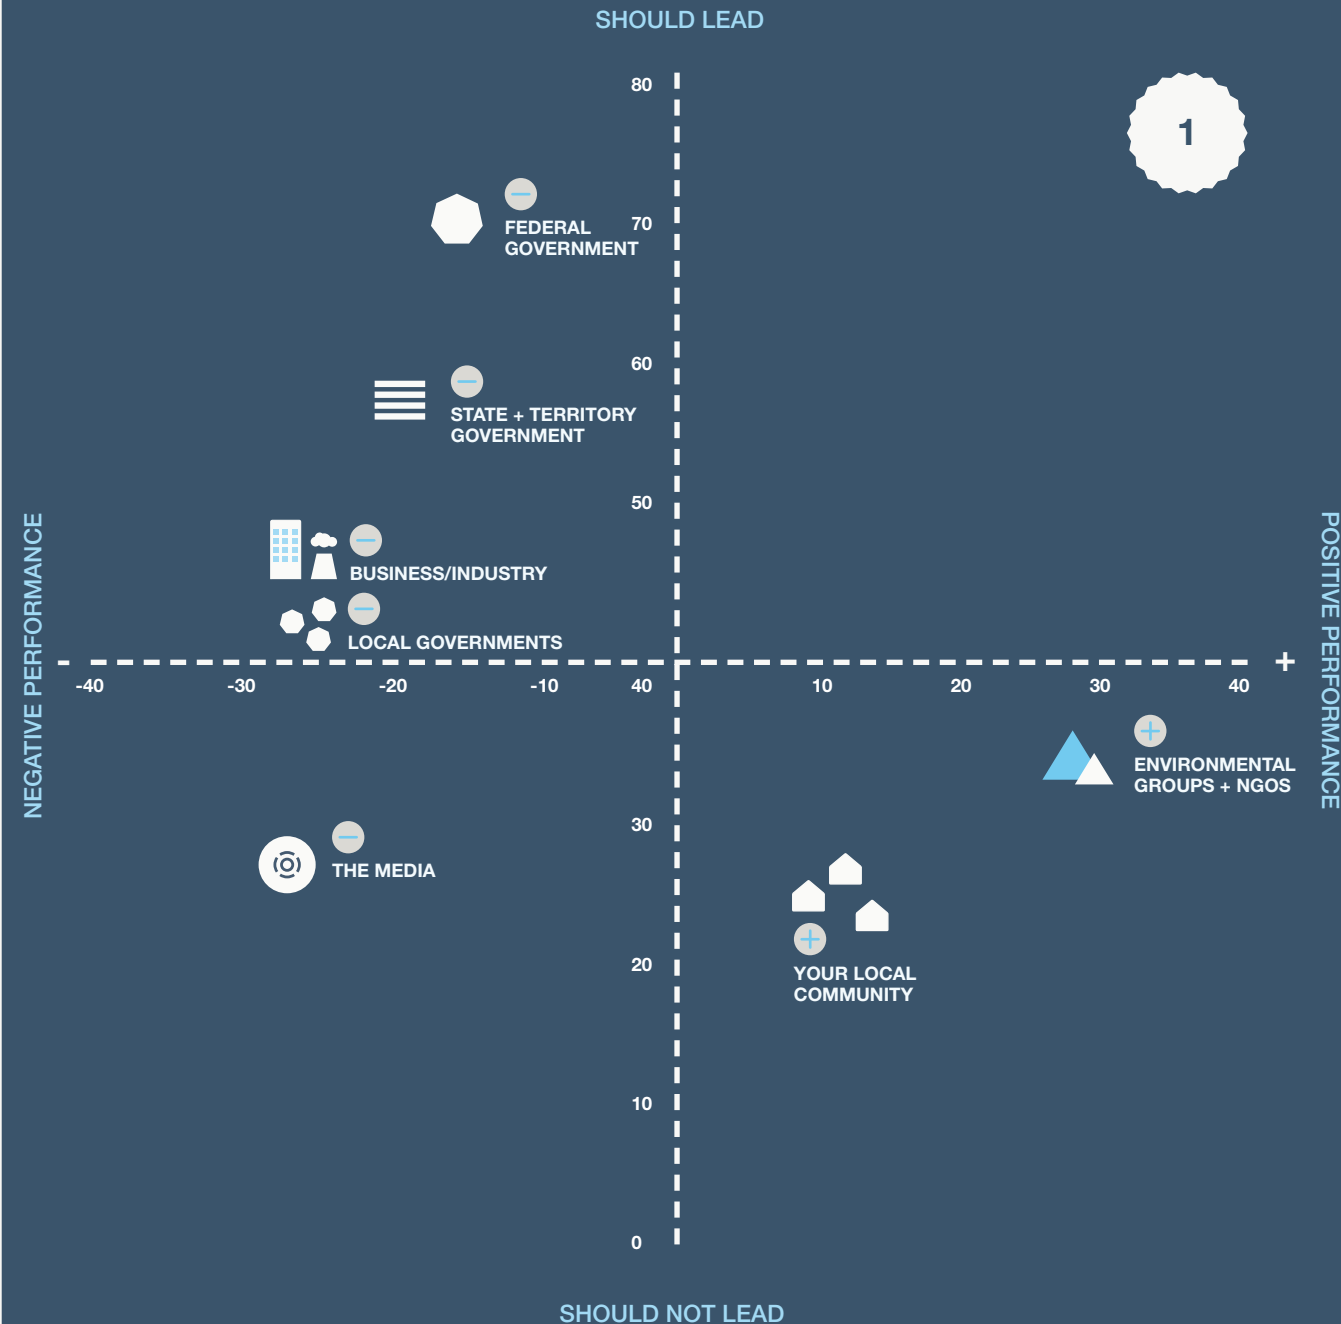 SHOULD LEAD
80
1
70
FEDERAL
GOVERNMENT
60
STATE + TERRITORY
GOVERNMENT
50
BUSINESS/INDUSTRY
LOCAL GOVERNMENTS
NEGATIVE PERFORMANCE
POSITIVE PERFORMANCE
- +
-40 -30 -20 -10 40 10 20 30 40
ENVIRONMENTAL
GROUPS + NGOS
30
THE MEDIA
20
YOUR LOCAL
COMMUNITY
10
0
SHOULD NOT LEAD